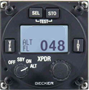 SEL STO
ALT
048
OFF SBY ON ALT XPDR
BECKER